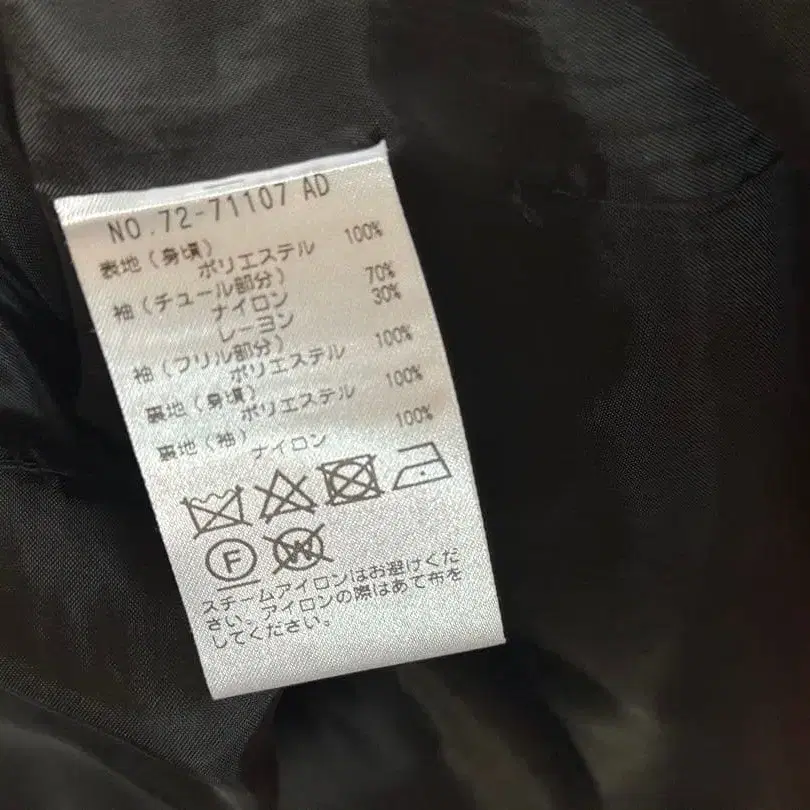 NO.72-71107 AD
表地(身頃)
ポリエステル 100%
袖(チュール部分)
ナイロン 70%
レーヨン 30%
袖(フリル部分)
ポリエステル 100%
裏地(身頃)
ポリエステル 100%
裏地(袖)
ナイロン 100%
F W
スチームアイロンはお避けくだ
さい。アイロンの際はあて布を
してください。